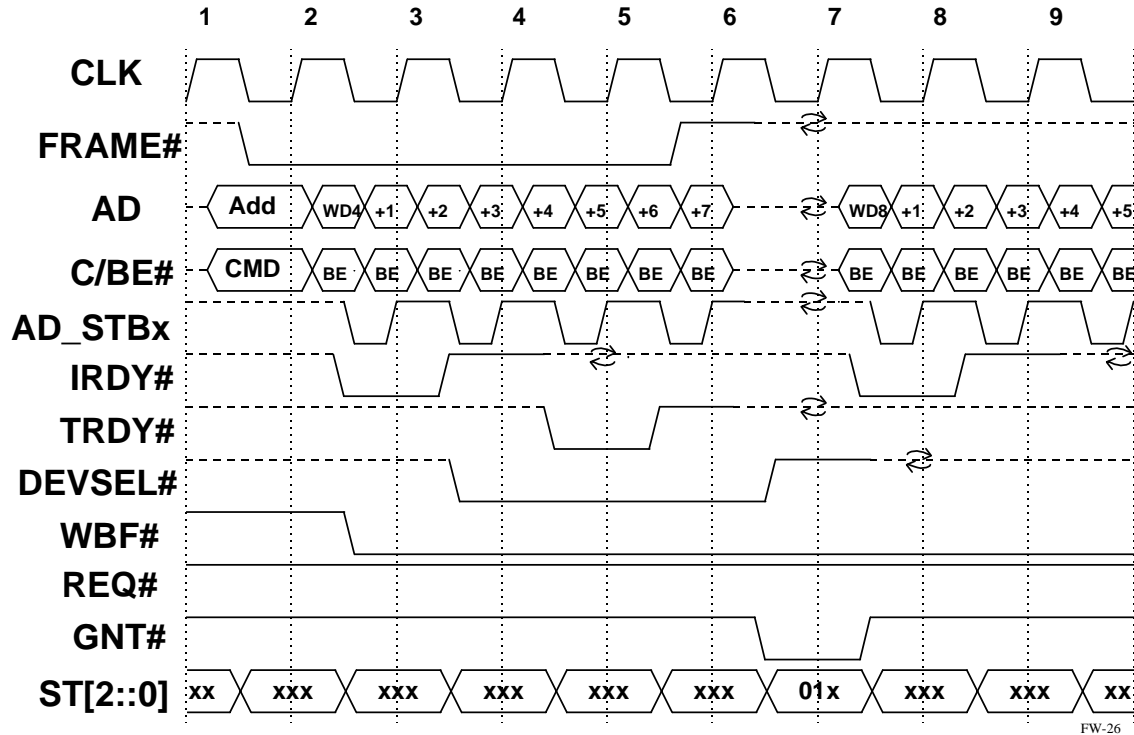 1 2 3 4 5 6 7 8 9
CLK
FRAME#
AD Add WD4 +1 +2 +3 +4 +5 +6 +7 WD8 +1 +2 +3 +4 +5
C/BE# CMD BE BE BE BE BE BE BE BE BE BE BE BE BE BE
AD_STBx
IRDY#
TRDY#
DEVSEL#
WBF#
REQ#
GNT#
ST[2::0] xx xxx xxx xxx xxx xxx 01x xxx xxx xx
FW-26